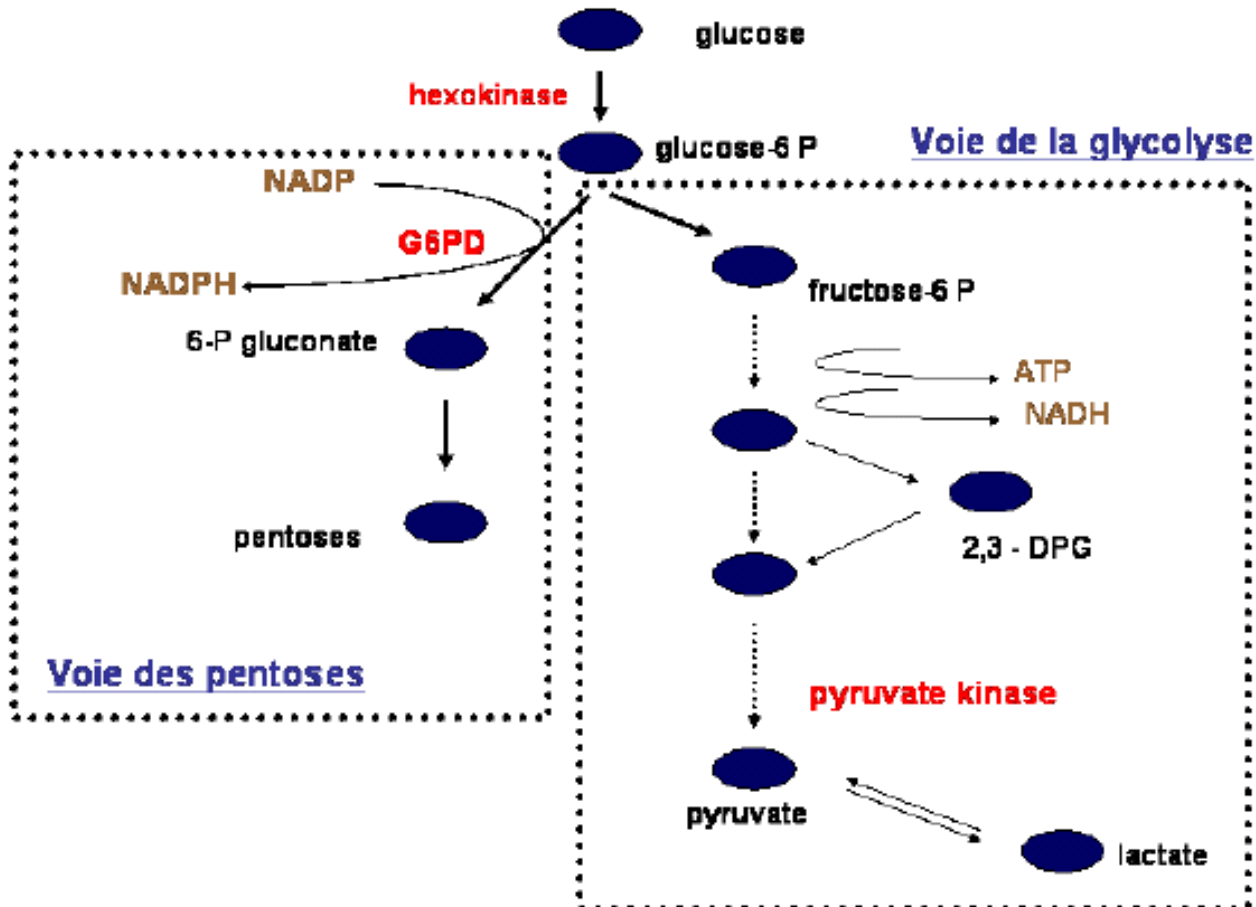 glucose
hexokinase
glucose-6 P
Voie de la glycolyse
NADP
G6PD
NADPH
fructose-6 P
6-P gluconate
ATP
NADH
pentoses
2,3 - DPG
Voie des pentoses
pyruvate kinase
pyruvate
lactate